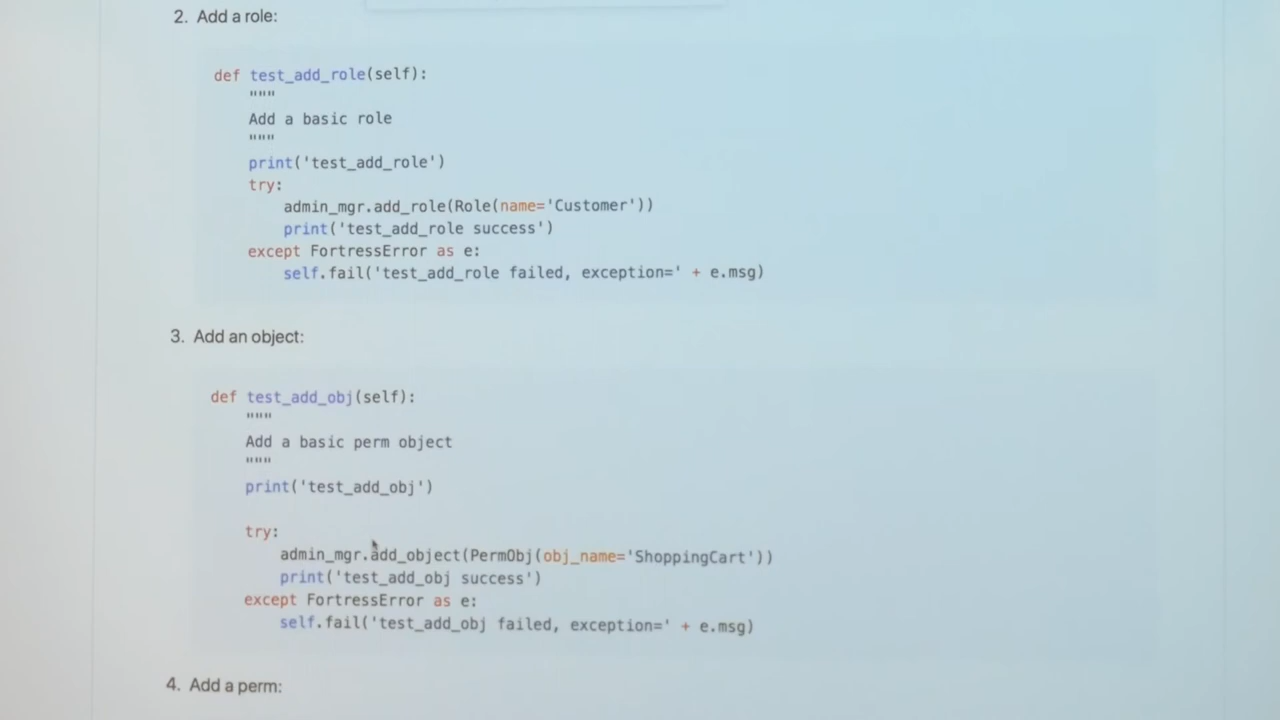 2. Add a role:
def test_add_role(self):
"""
Add a basic role
"""
print('test_add_role')
try:
admin_mgr.add_role(Role(name='Customer'))
print('test_add_role success')
except FortressError as e:
self.fail('test_add_role failed, exception=' + e.msg)
3. Add an object:
def test_add_obj(self):
"""
Add a basic perm object
"""
print('test_add_obj')
try:
admin_mgr.add_object(PermObj(obj_name='ShoppingCart'))
print('test_add_obj success')
except FortressError as e:
self.fail('test_add_obj failed, exception=' + e.msg)
4. Add a perm: